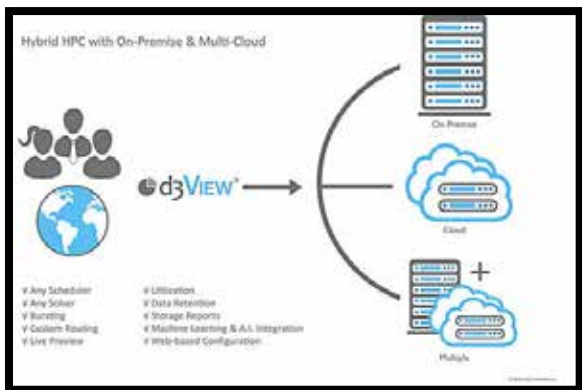 Hybrid HPC with On-Premise & Multi-Cloud
On-Premise
d3VIEW
Cloud
√ Any Scheduler
√ Any Solver
√ Bursting
√ Custom Routing
√ Live Preview
√ Utilization
√ Data Retention
√ Storage Reports
√ Machine Learning & A.I. Integration
√ Web-based Configuration
+
Multiple